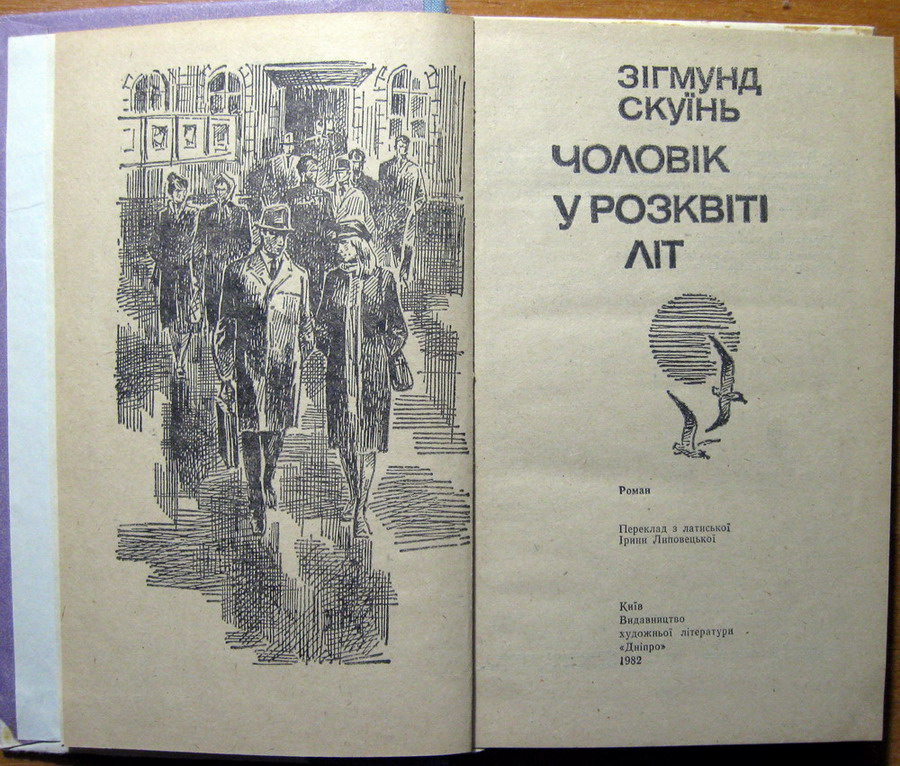 ЗІГМУНД
СКУЇНЬ
ЧОЛОВІК
У РОЗКВІТІ
ЛІТ
Роман
Переклад з латиської
Ірини Липовецької
Київ
Видавництво
художньої літератури
«Дніпро»
1982